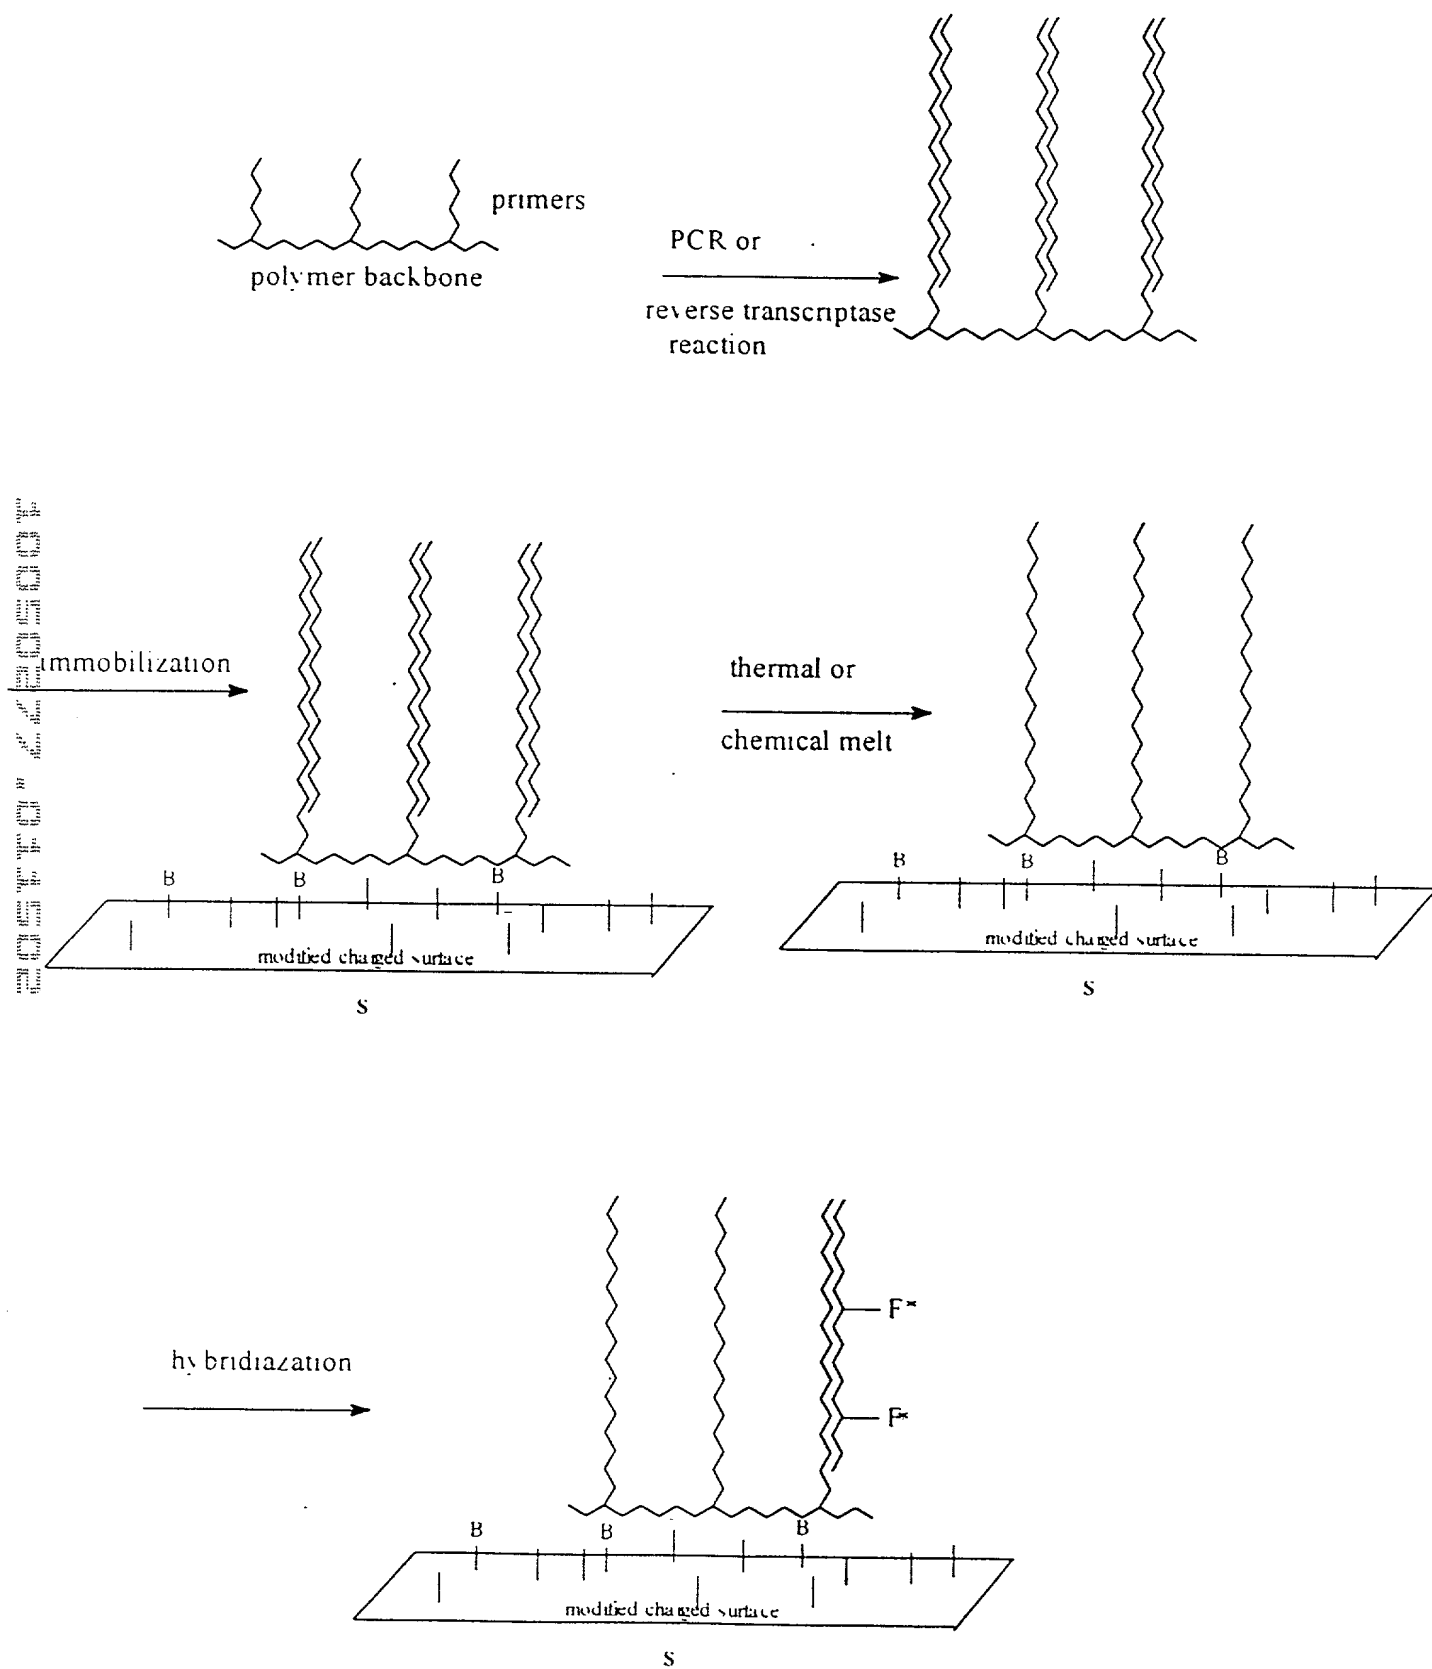 primers
polymer backbone
PCR or
reverse transcriptase
reaction
immobilization
thermal or
chemical melt
B B B
modified charged surface
S
B B B
modified charged surface
S
hybridiazation
F*
F*
B B B
modified charged surface
S